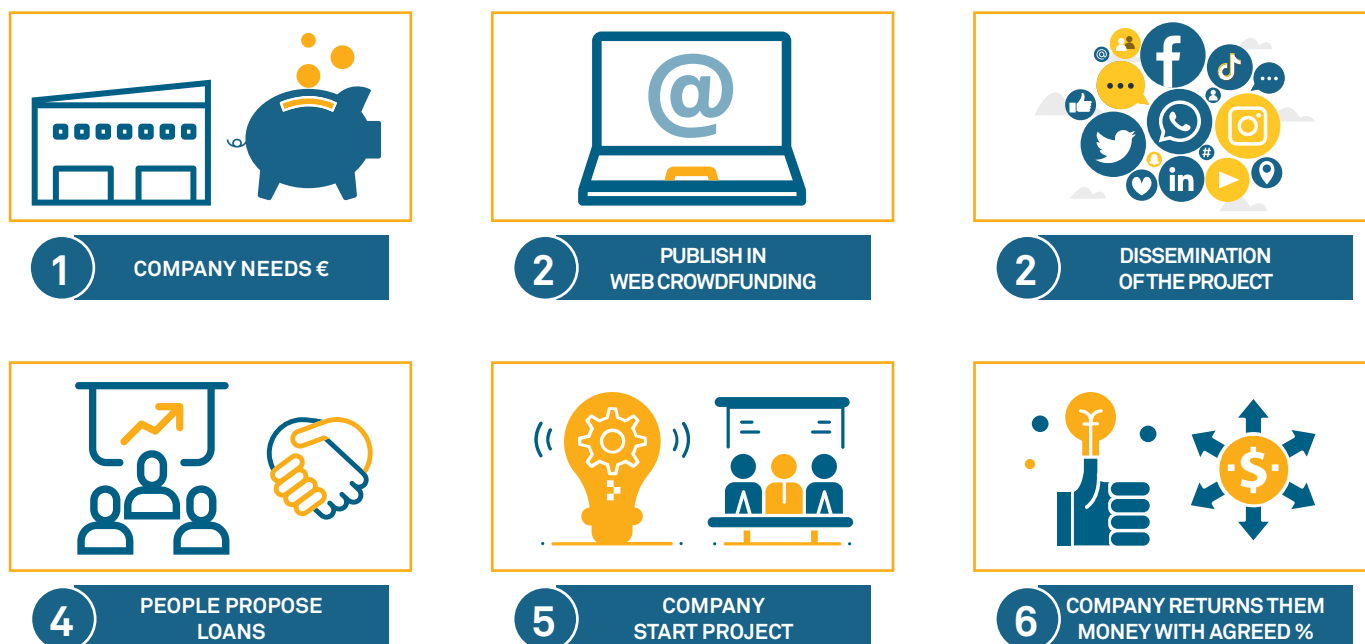 @
@
f
#
in
1
COMPANY NEEDS €
2
PUBLISH IN
WEB CROWDFUNDING
2
DISSEMINATION
OF THE PROJECT
$
4
PEOPLE PROPOSE
LOANS
5
COMPANY
START PROJECT
6
COMPANY RETURNS THEM
MONEY WITH AGREED %